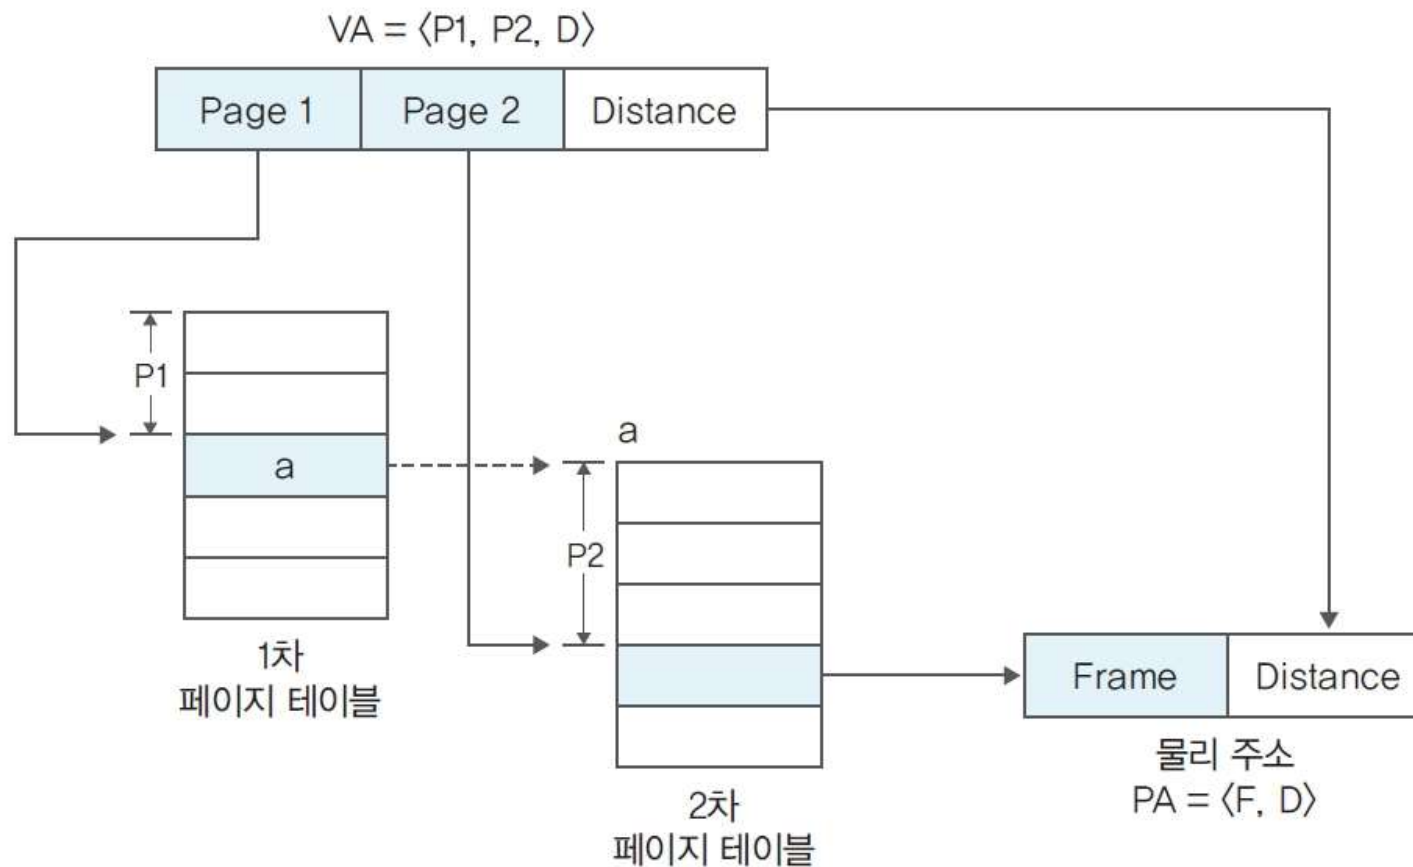 VA = ⟨P1, P2, D⟩
Page 1 Page 2 Distance
P1
a
a
P2
1차
페이지 테이블
Frame Distance
물리 주소
PA = ⟨F, D⟩
2차
페이지 테이블